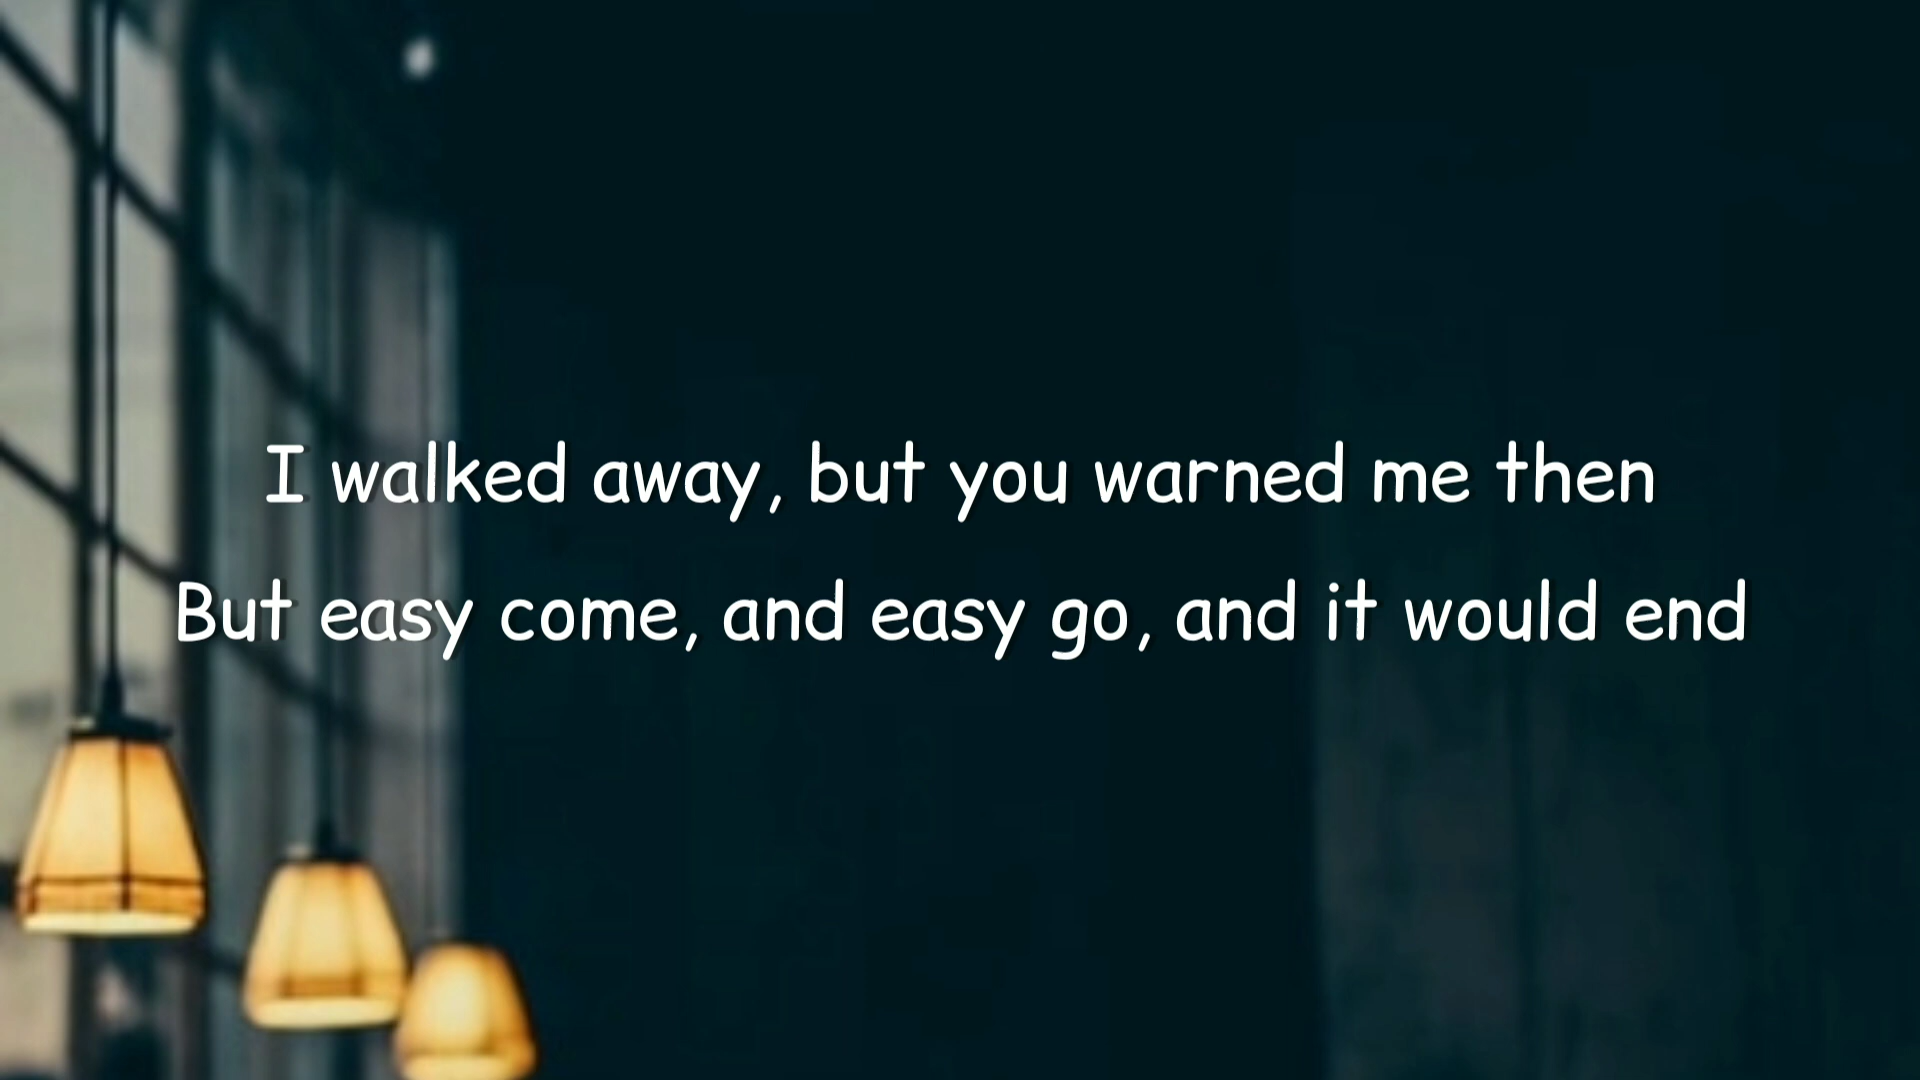 I walked away, but you warned me then
But easy come, and easy go, and it would end